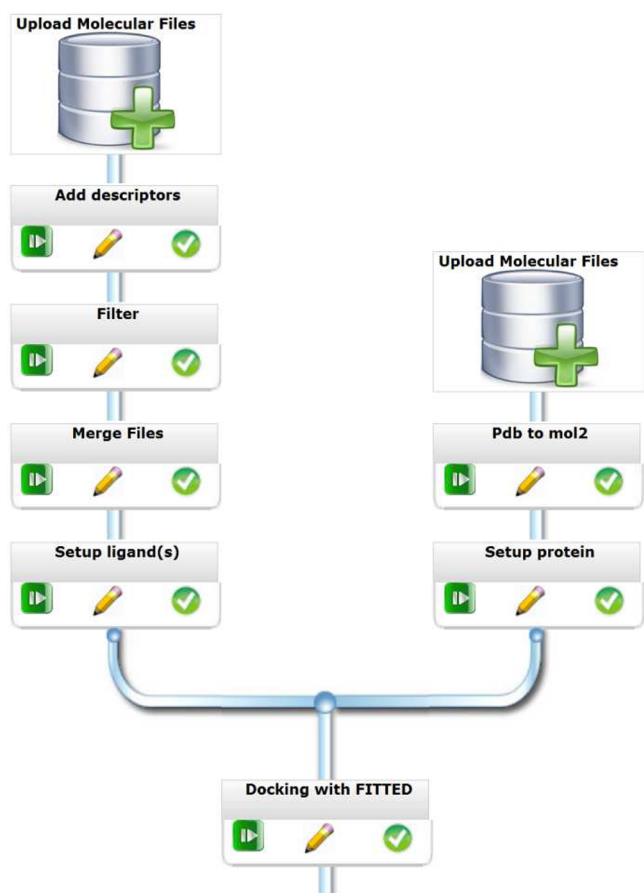 Upload Molecular Files
Add descriptors
Filter
Merge Files
Setup ligand(s)
Upload Molecular Files
Pdb to mol2
Setup protein
Docking with FITTED